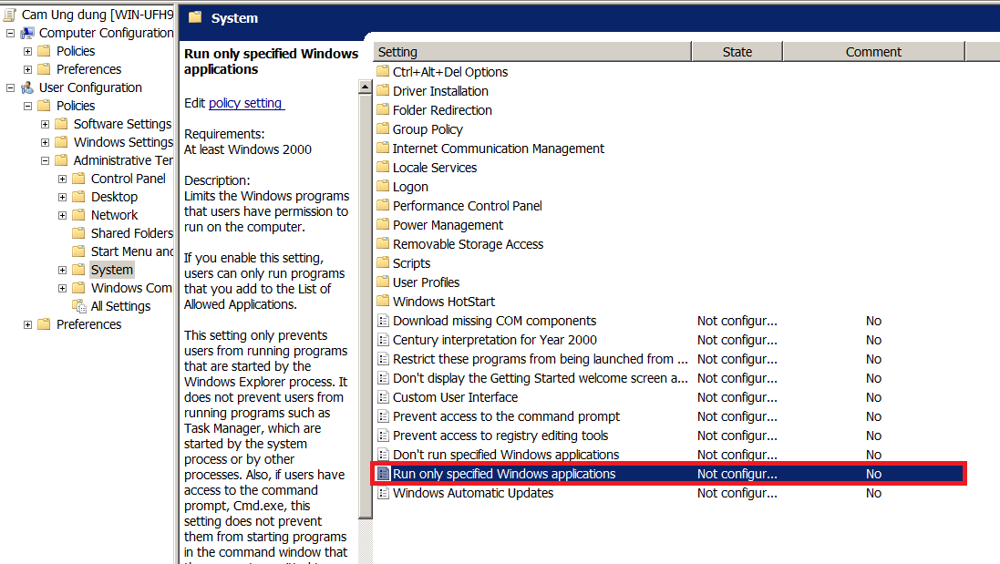 Cam Ung dung [WIN-UFH9
Computer Configuration
Policies
Preferences
User Configuration
Policies
Software Settings
Windows Settings
Administrative Ter
Control Panel
Desktop
Network
Shared Folders
Start Menu and
System
Windows Com
All Settings
Preferences
System
Run only specified Windows
applications
Edit policy setting
Requirements:
At least Windows 2000
Description:
Limits the Windows programs
that users have permission to
run on the computer.
If you enable this setting,
users can only run programs
that you add to the List of
Allowed Applications.
This setting only prevents
users from running programs
that are started by the
Windows Explorer process. It
does not prevent users from
running programs such as
Task Manager, which are
started by the system
process or by other
processes. Also, if users have
access to the command
prompt, Cmd.exe, this
setting does not prevent
them from starting programs
in the command window that
Setting State Comment
Ctrl+Alt+Del Options
Driver Installation
Folder Redirection
Group Policy
Internet Communication Management
Locale Services
Logon
Performance Control Panel
Power Management
Removable Storage Access
Scripts
User Profiles
Windows HotStart
Download missing COM components Not configur... No
Century interpretation for Year 2000 Not configur... No
Restrict these programs from being launched from ... Not configur... No
Don't display the Getting Started welcome screen a... Not configur... No
Custom User Interface Not configur... No
Prevent access to the command prompt Not configur... No
Prevent access to registry editing tools Not configur... No
Don't run specified Windows applications Not configur... No
Run only specified Windows applications Not configur... No
Windows Automatic Updates Not configur... No